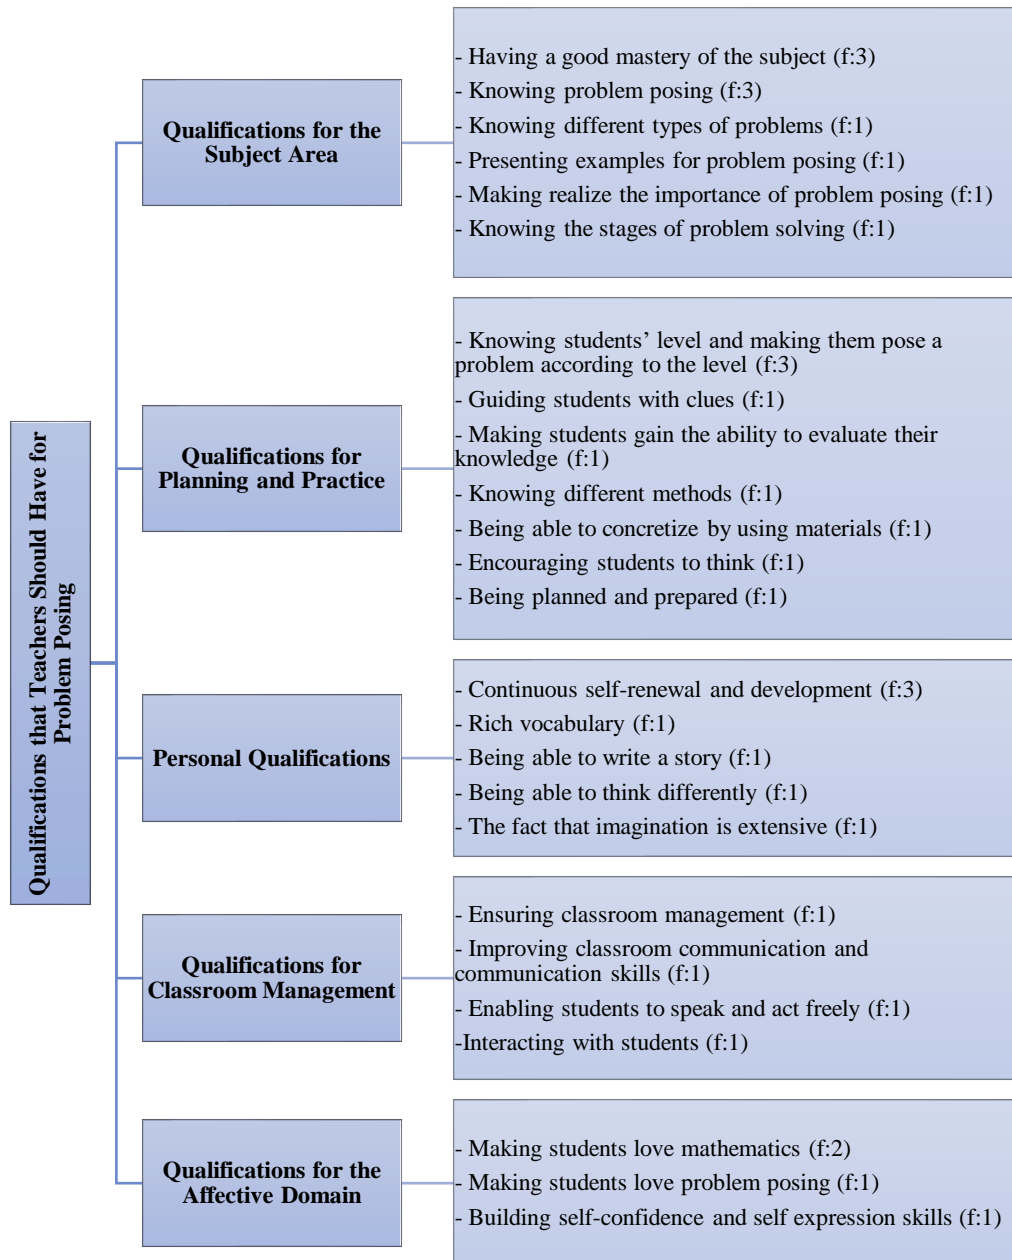 Qualifications that Teachers Should Have for
Problem Posing
Qualifications for the
Subject Area
- Having a good mastery of the subject (f:3)
- Knowing problem posing (f:3)
- Knowing different types of problems (f:1)
- Presenting examples for problem posing (f:1)
- Making realize the importance of problem posing (f:1)
- Knowing the stages of problem solving (f:1)
Qualifications for
Planning and Practice
- Knowing students’ level and making them pose a
problem according to the level (f:3)
- Guiding students with clues (f:1)
- Making students gain the ability to evaluate their
knowledge (f:1)
- Knowing different methods (f:1)
- Being able to concretize by using materials (f:1)
- Encouraging students to think (f:1)
- Being planned and prepared (f:1)
Personal Qualifications
- Continuous self-renewal and development (f:3)
- Rich vocabulary (f:1)
- Being able to write a story (f:1)
- Being able to think differently (f:1)
- The fact that imagination is extensive (f:1)
Qualifications for
Classroom Management
- Ensuring classroom management (f:1)
- Improving classroom communication and
communication skills (f:1)
- Enabling students to speak and act freely (f:1)
-Interacting with students (f:1)
Qualifications for the
Affective Domain
- Making students love mathematics (f:2)
- Making students love problem posing (f:1)
- Building self-confidence and self expression skills (f:1)